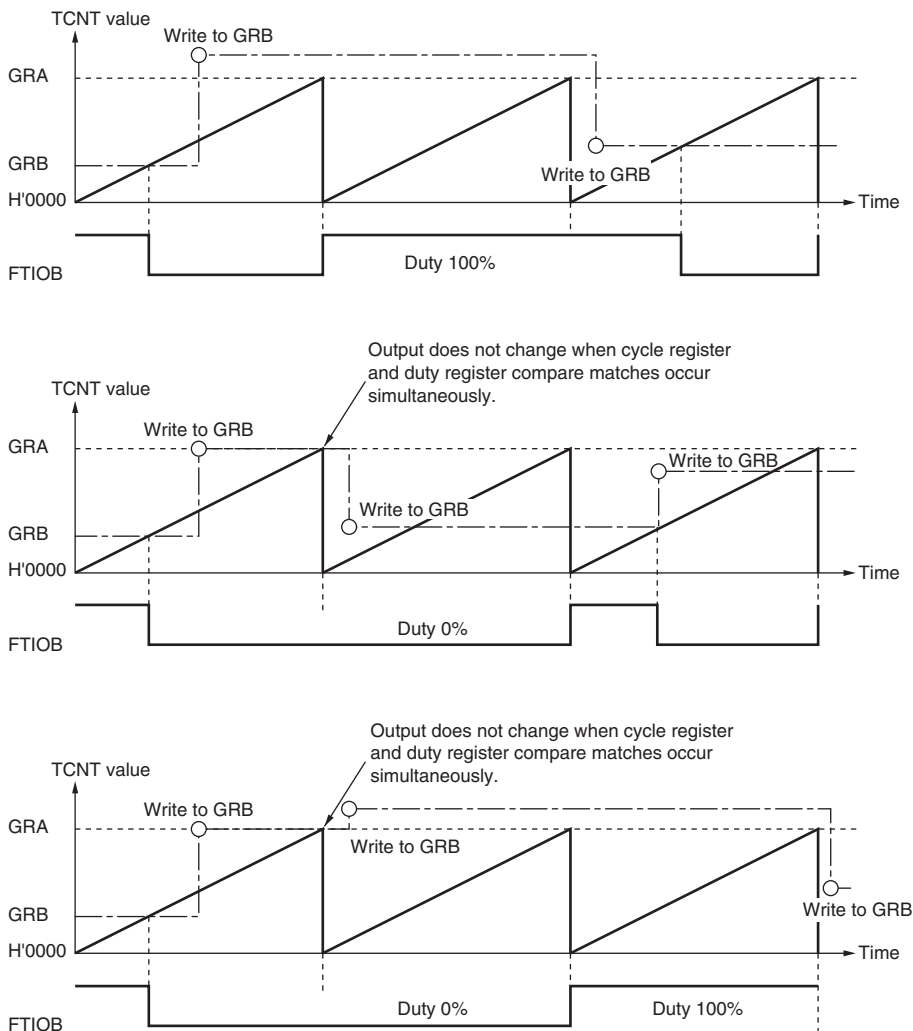 TCNT value
Write to GRB
GRA
GRB
Write to GRB
H'0000
Time
Duty 100%
FTIOB
Output does not change when cycle register
and duty register compare matches occur
simultaneously.
TCNT value
Write to GRB
GRA
Write to GRB
Write to GRB
GRB
H'0000
Time
Duty 0%
FTIOB
Output does not change when cycle register
and duty register compare matches occur
simultaneously.
TCNT value
Write to GRB
GRA
Write to GRB
GRB
Write to GRB
H'0000
Time
Duty 0%
Duty 100%
FTIOB